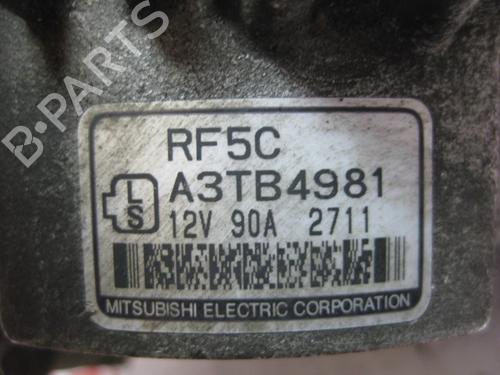 B-PARTS
RF5C
A3TB4981
L
S
12V 90A 2711
MITSUBISHI ELECTRIC CORPORATION